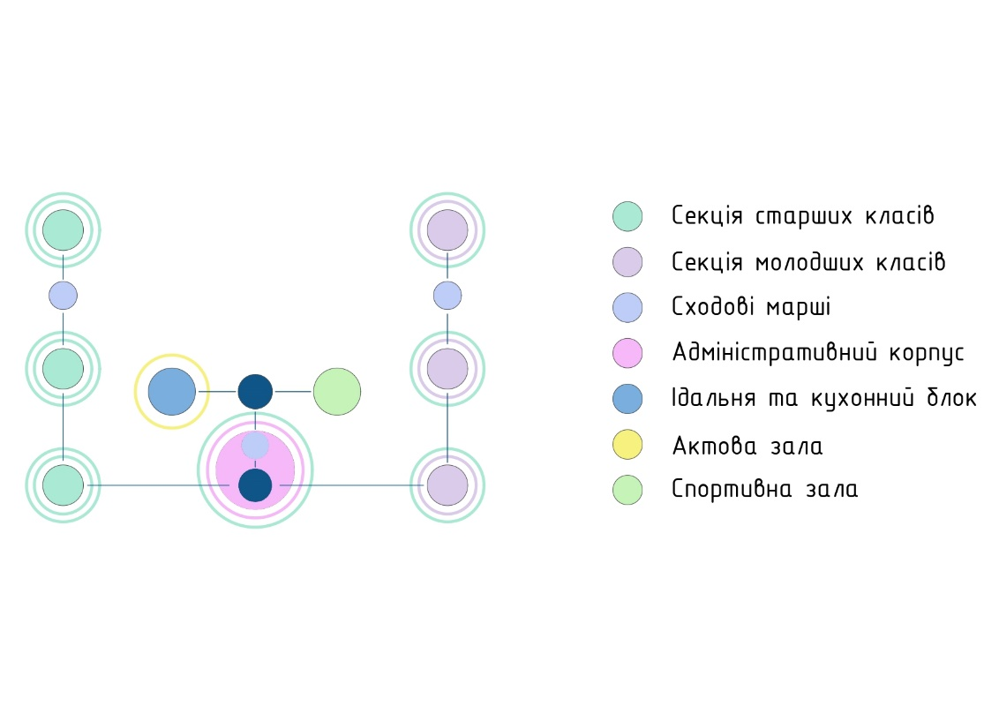 Секція старших класів
Секція молодших класів
Сходові марші
Адміністративний корпус
Їдальня та кухонний блок
Актова зала
Спортивна зала